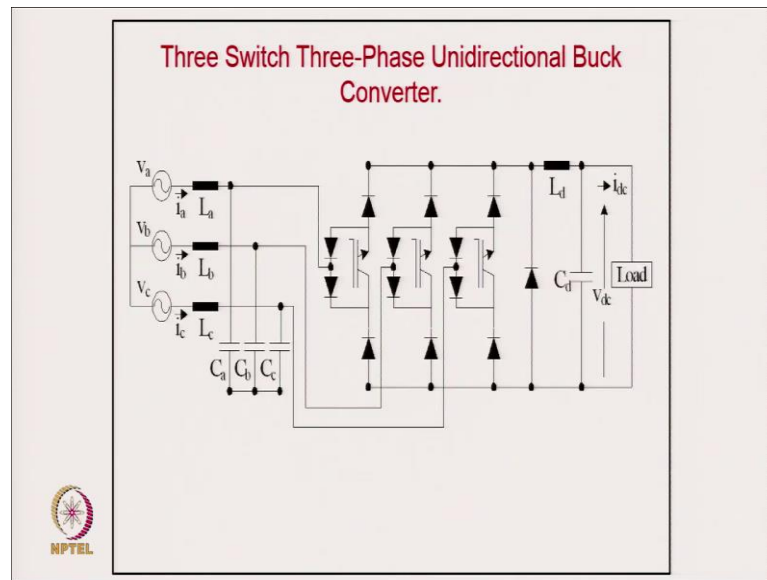 Three Switch Three-Phase Unidirectional Buck
Converter.
Va
ia
La
Vb
ib
Lb
Vc
ic
Lc
Ca
Cb
Cc
Ld
idc
Cd
Vdc
Load
NPTEL